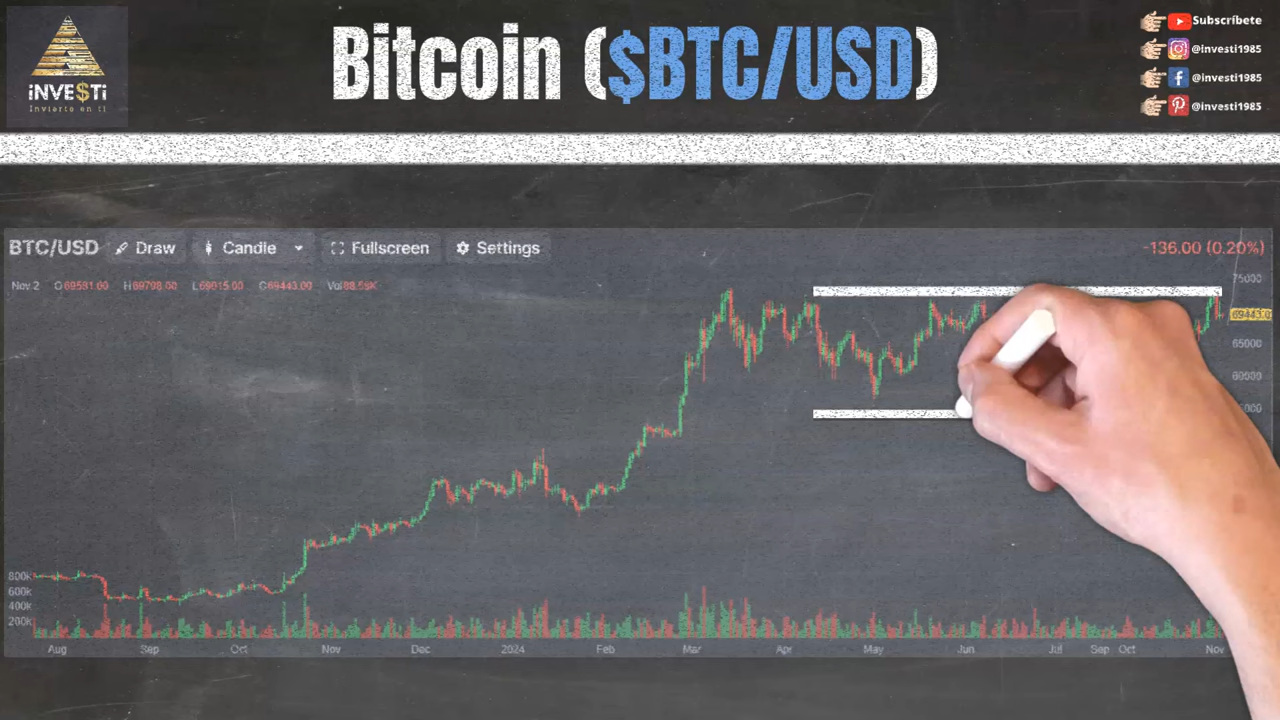 iNVE$Ti
Invierte en ti
Bitcoin ($BTC/USD)
Subscríbete
@investi1985
@investi1985
@investi1985
BTC/USD
Draw
Candle
Fullscreen
Settings
-136.00 (0.20%)
Nov 2
75000
65000
60000
800k
600k
400k
200k
Aug Sep Oct Nov Dec 2024 Feb Mar Apr May Jun Jul Sep Oct Nov